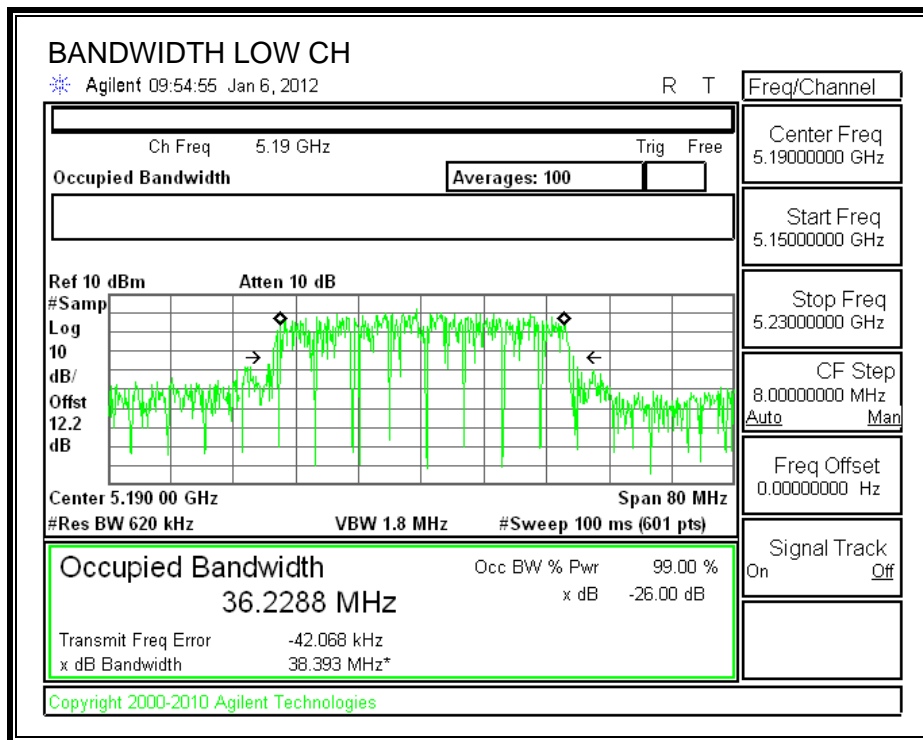 BANDWIDTH LOW CH
Agilent 09:54:55 Jan 6, 2012 R T
Ch Freq 5.19 GHz Trig Free
Occupied Bandwidth Averages: 100
Ref 10 dBm Atten 10 dB
#Samp
Log
10
dB/
Offst
12.2
dB
Center 5.190 00 GHz Span 80 MHz
#Res BW 620 kHz VBW 1.8 MHz #Sweep 100 ms (601 pts)
Occupied Bandwidth Occ BW % Pwr 99.00 %
36.2288 MHz x dB -26.00 dB
Transmit Freq Error -42.068 kHz
x dB Bandwidth 38.393 MHz*
Copyright 2000-2010 Agilent Technologies
Freq/Channel
Center Freq
5.19000000 GHz
Start Freq
5.15000000 GHz
Stop Freq
5.23000000 GHz
CF Step
8.00000000 MHz
Auto Man
Freq Offset
0.00000000 Hz
Signal Track
On Off